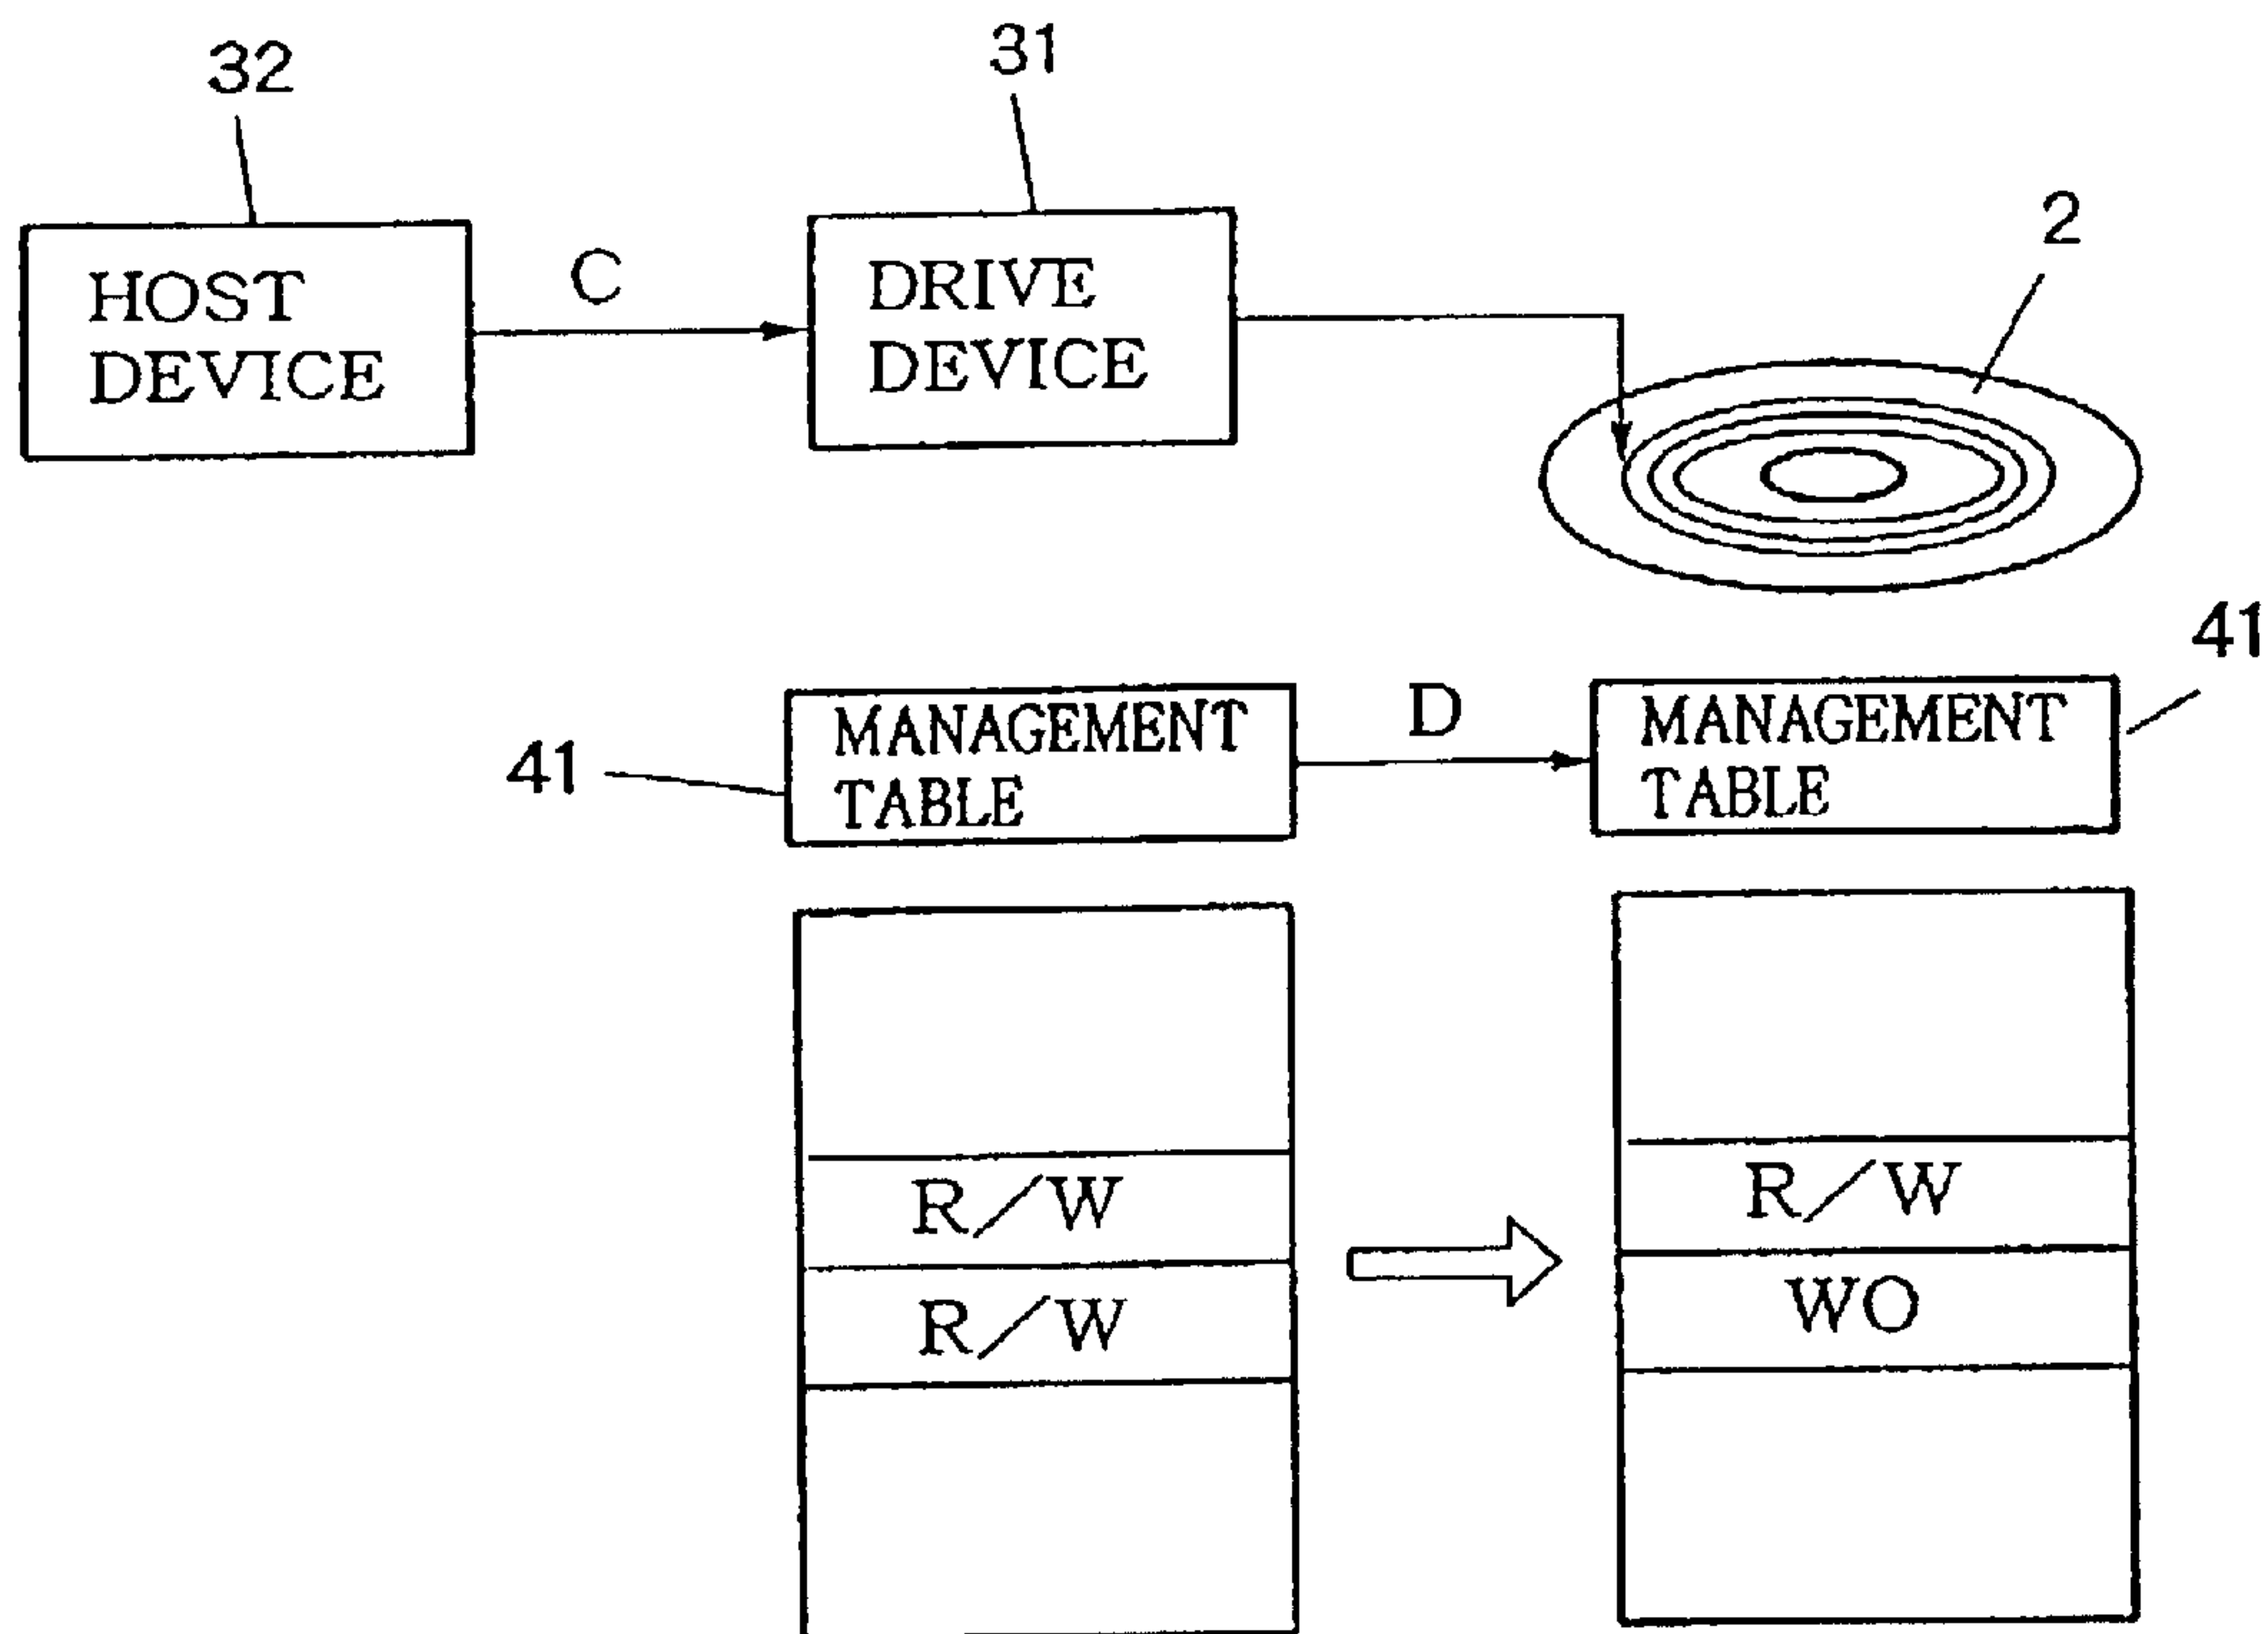 32
31
2
HOST
DEVICE
C
DRIVE
DEVICE
41
MANAGEMENT
TABLE
D
MANAGEMENT
TABLE
41
R/W
R/W
R/W
WO